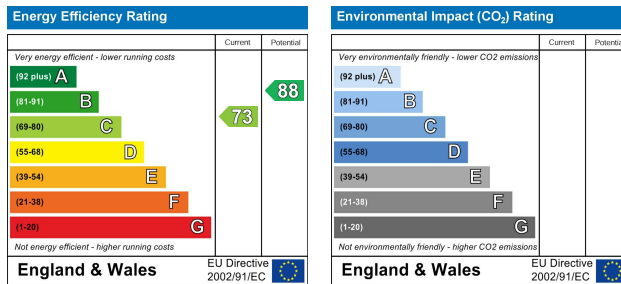 Energy Efficiency Rating
Current Potential
Very energy efficient - lower running costs
(92 plus) A
(81-91) B
(69-80) C
(55-68) D
(39-54) E
(21-38) F
(1-20) G
73
88
Not energy efficient - higher running costs
England & Wales
EU Directive
2002/91/EC
Environmental Impact (CO₂) Rating
Current Potential
Very environmentally friendly - lower CO2 emissions
(92 plus) A
(81-91) B
(69-80) C
(55-68) D
(39-54) E
(21-38) F
(1-20) G
Not environmentally friendly - higher CO2 emissions
England & Wales
EU Directive
2002/91/EC